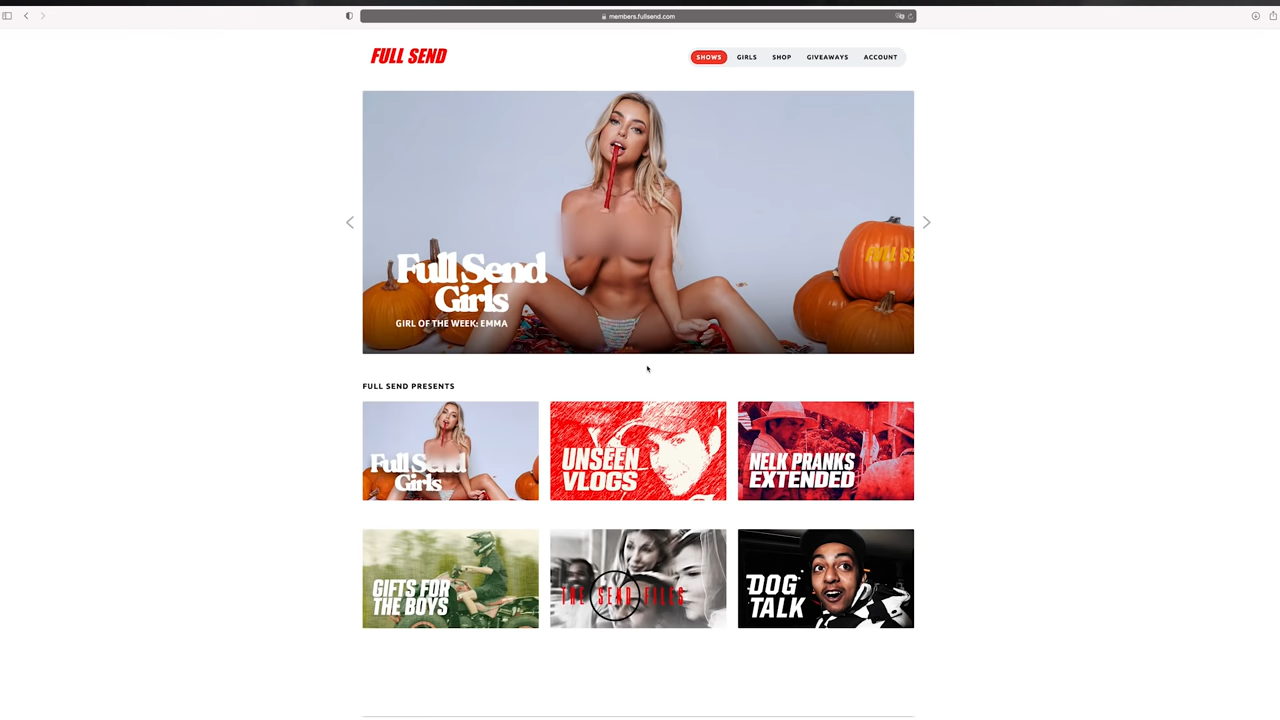 members.fullsend.com
FULL SEND
SHOWS
GIRLS
SHOP
GIVEAWAYS
ACCOUNT
Full Send
Girls
GIRL OF THE WEEK: EMMA
FULL SE
FULL SEND PRESENTS
Full Send
Girls
UNSEEN
VLOGS
NELK PRANKS
EXTENDED
GIFTS FOR
THE BOYS
THE SEND FILES
DOG
TALK